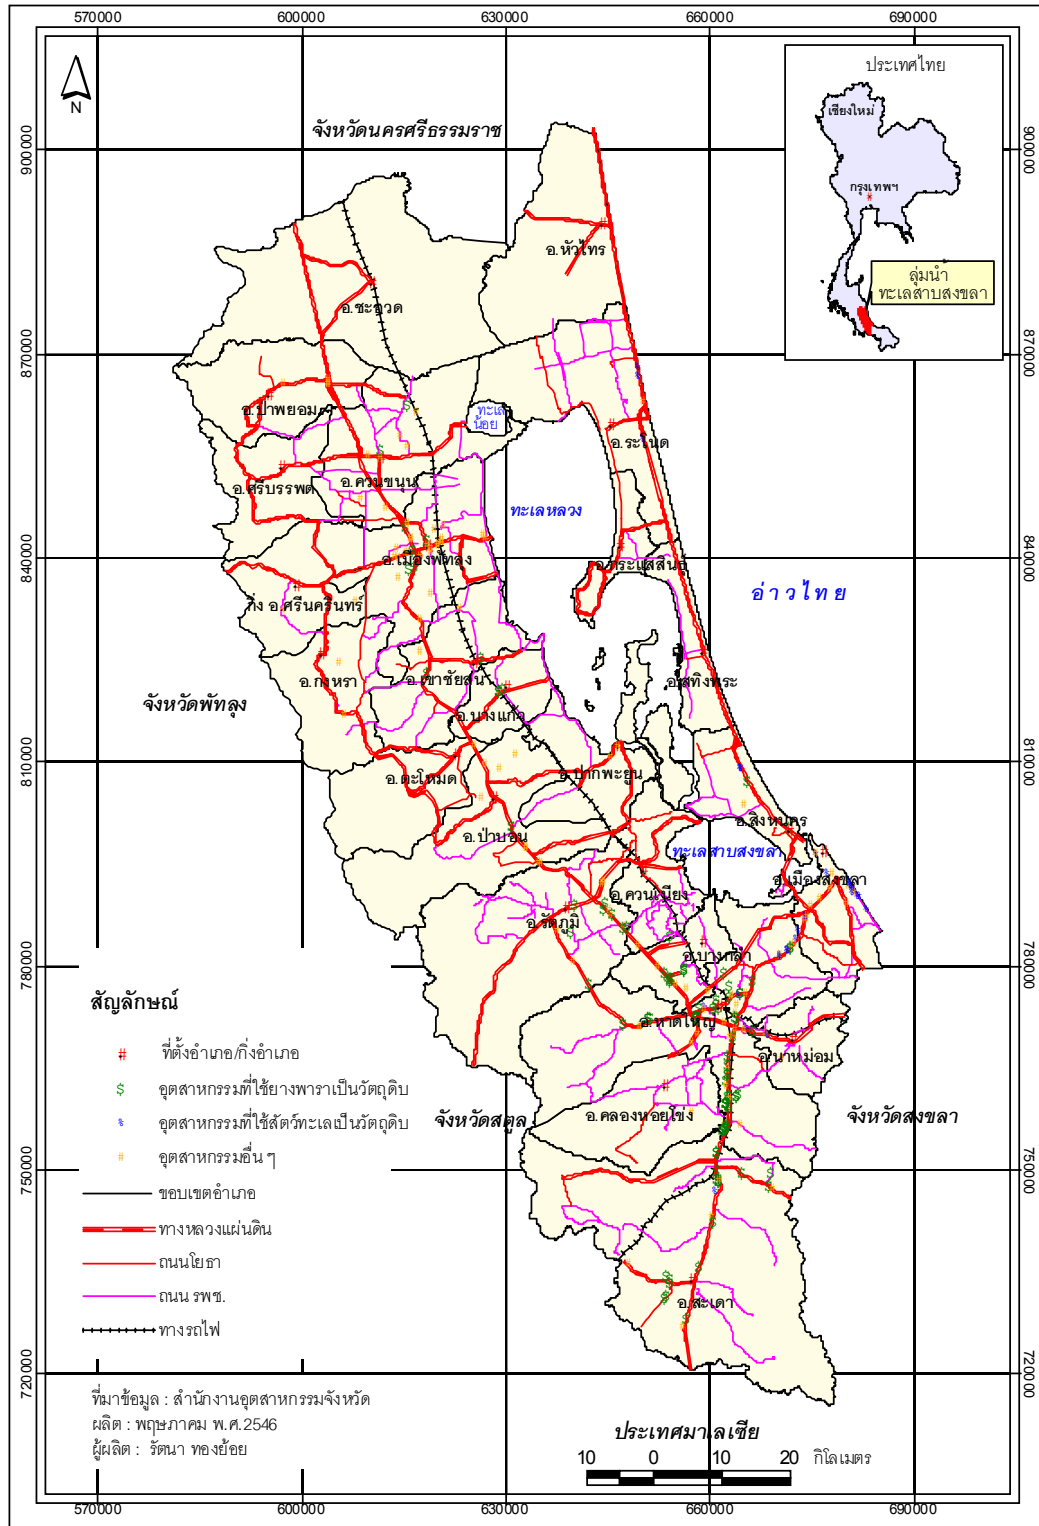 570000 600000 630000 660000 690000
N
ประเทศไทย
เชียงใหม่
กรุงเทพฯ
ลุ่มน้ำ
ทะเลสาบสงขลา
จังหวัดนครศรีธรรมราช
900000
900000
อ.หัวไทร
อ.ชะอวด
870000
870000
อ.ป่าพยอม
ทะเล
น้อย
อ.ระโนด
อ.ศรีบรรพต
อ.ควนขนุน
ทะเลหลวง
840000
840000
อ.เมืองพัทลุง
อ.กระแสสินธุ์
อ่าวไทย
กิ่ง อ.ศรีนครินทร์
อ.กงหรา
อ.เขาชัยสน
อ.สทิงพระ
จังหวัดพัทลุง
อ.บางแก้ว
810000
810000
อ.ตะโหมด
อ.ปากพะยูน
อ.สิงหนคร
อ.ป่าบอน
ทะเลสาบสงขลา
อ.เมืองสงขลา
อ.ควนเนียง
อ.รัตภูมิ
อ.บางกล่ำ
780000
780000
อ.หาดใหญ่
อ.นาหม่อม
อ.คลองหอยโข่ง
จังหวัดสตูล
จังหวัดสงขลา
สัญลักษณ์
ที่ตั้งอำเภอ/กิ่งอำเภอ
อุตสาหกรรมที่ใช้ยางพาราเป็นวัตถุดิบ
อุตสาหกรรมที่ใช้สัตว์ทะเลเป็นวัตถุดิบ
อุตสาหกรรมอื่น ๆ
ขอบเขตอำเภอ
ทางหลวงแผ่นดิน
ถนนโยธา
ถนน รพช.
ทางรถไฟ
750000
750000
อ.สะเดา
720000
720000
ที่มาข้อมูล : สำนักงานอุตสาหกรรมจังหวัด
ผลิต : พฤษภาคม พ.ศ.2546
ผู้ผลิต : รัตนา ทองย้อย
ประเทศมาเลเซีย
10 0 10 20 กิโลเมตร
570000 600000 630000 660000 690000